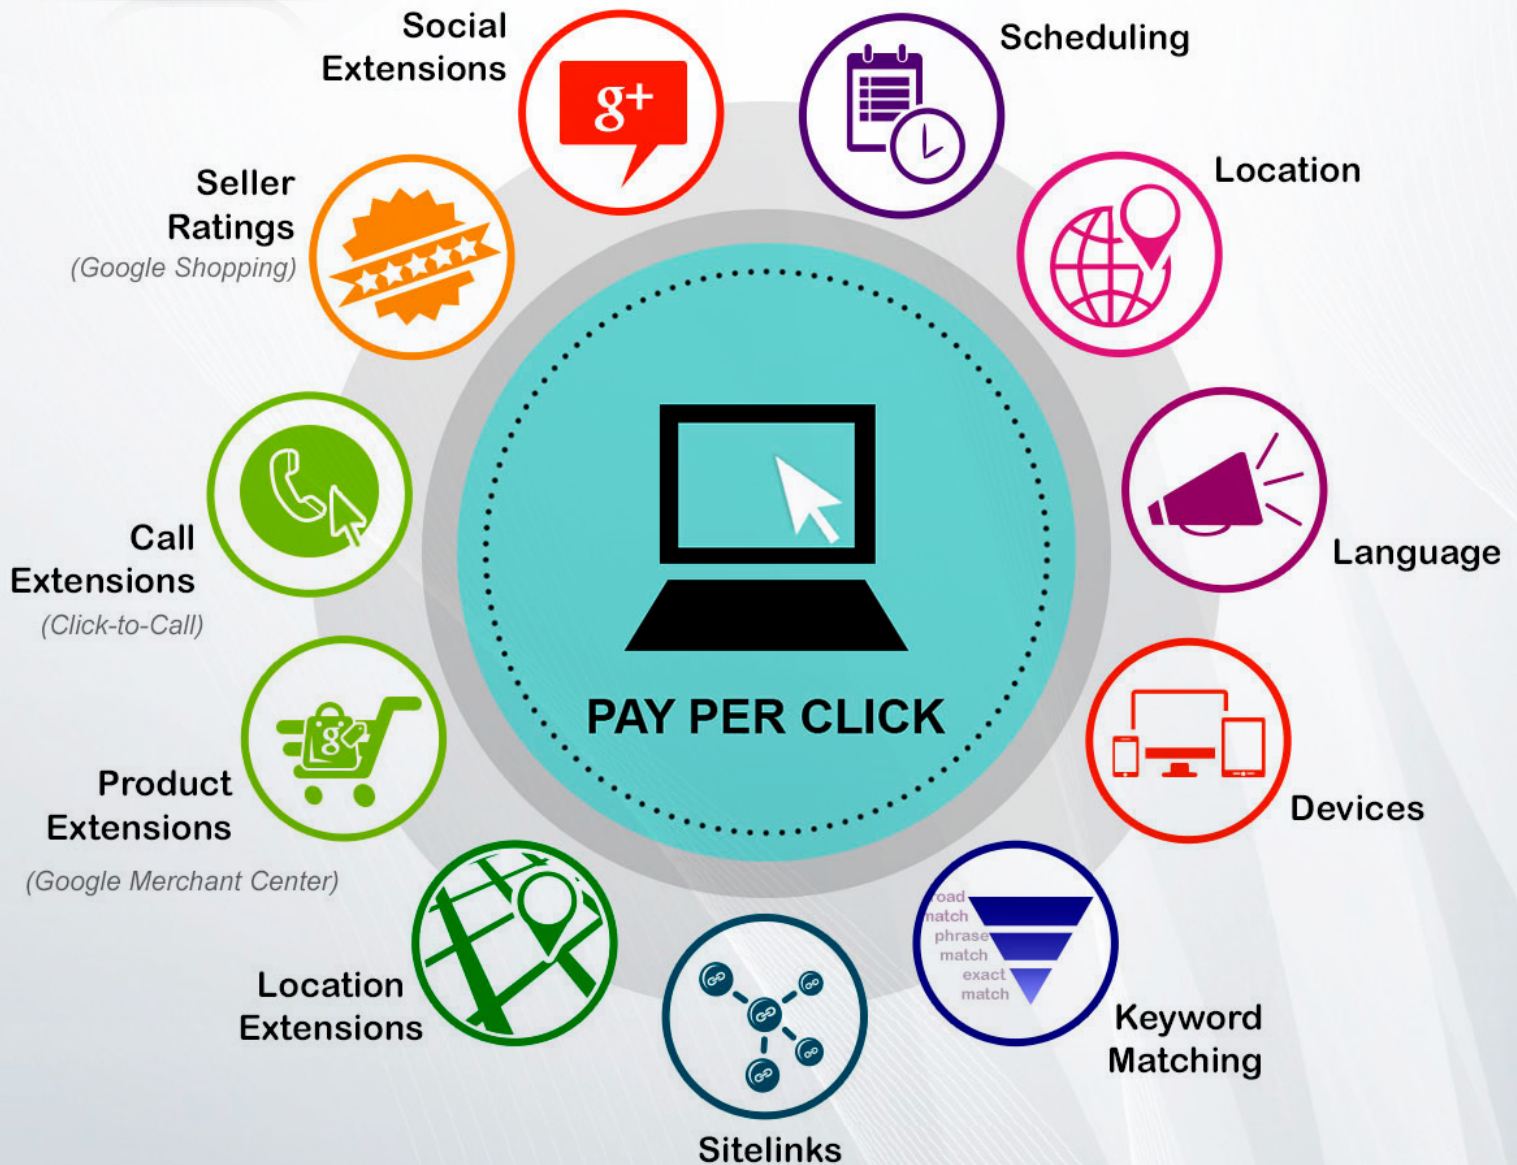 Social
Extensions
g+
Scheduling
Location
Seller
Ratings
(Google Shopping)
Call
Extensions
(Click-to-Call)
Language
PAY PER CLICK
Product
Extensions
(Google Merchant Center)
g
Devices
Location
Extensions
road
match
phrase
match
exact
match
Keyword
Matching
Sitelinks